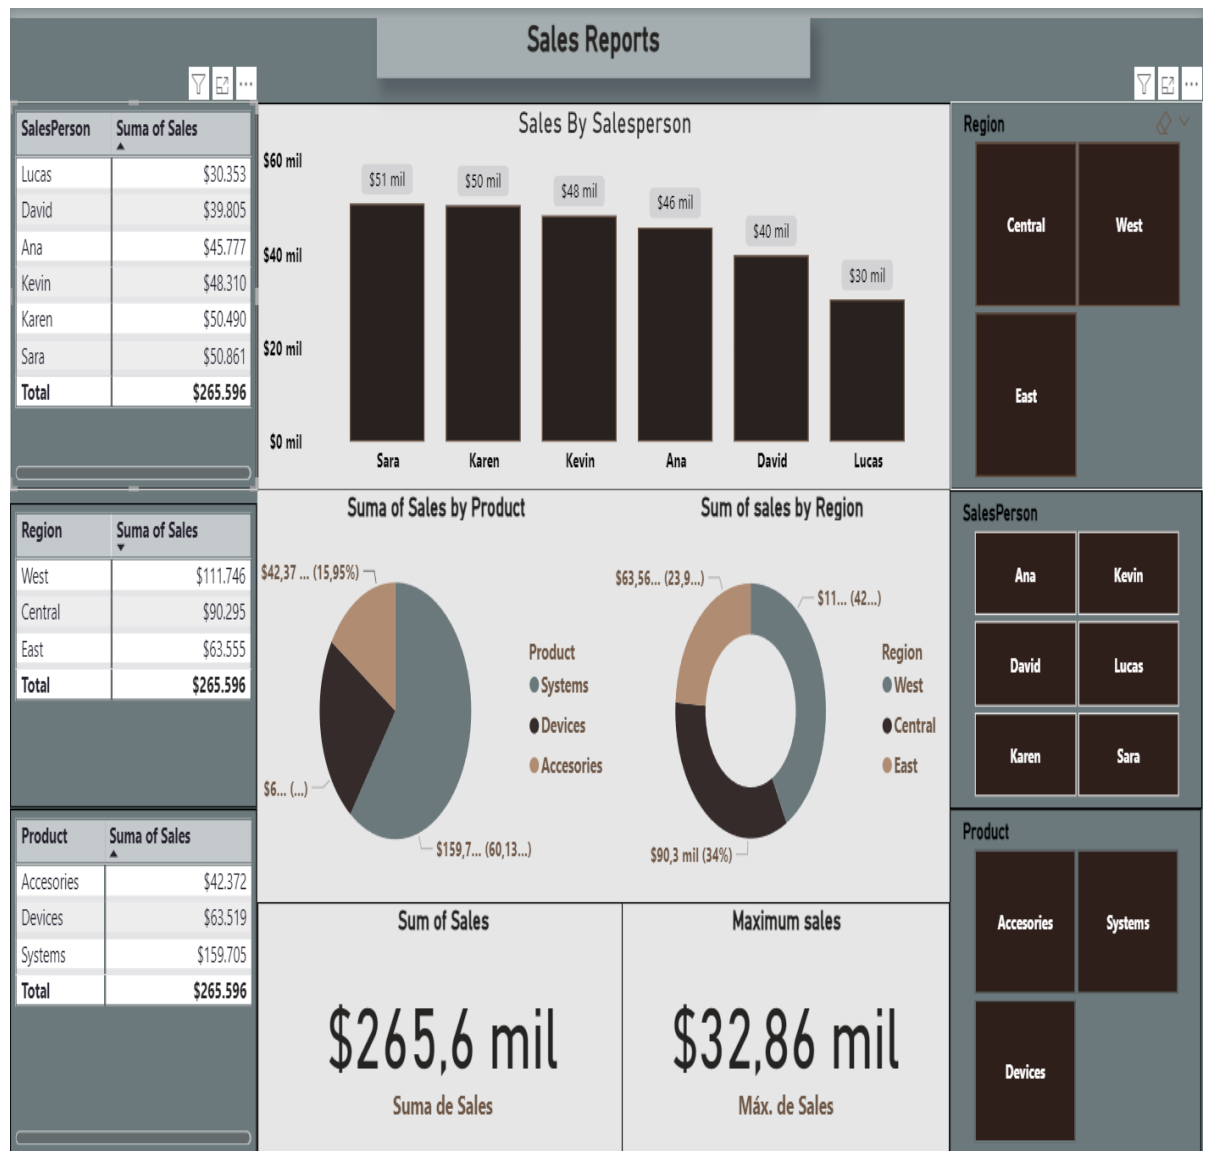 Sales Reports
SalesPerson Suma of Sales
Lucas $30.353
David $39.805
Ana $45.777
Kevin $48.310
Karen $50.490
Sara $50.861
Total $265.596
Sales By Salesperson
$60 mil
$40 mil
$20 mil
$0 mil
$51 mil
$50 mil
$48 mil
$46 mil
$40 mil
$30 mil
Sara Karen Kevin Ana David Lucas
Region
Central West
East
Region Suma of Sales
West $111.746
Central $90.295
East $63.555
Total $265.596
Suma of Sales by Product
$42,37 ... (15,95%)
$6... (...)
$159,7... (60,13...)
Product
Systems
Devices
Accesories
Sum of sales by Region
$63,56... (23,9...)
$11... (42...)
$90,3 mil (34%)
Region
West
Central
East
SalesPerson
Ana Kevin
David Lucas
Karen Sara
Product Suma of Sales
Accesories $42.372
Devices $63.519
Systems $159.705
Total $265.596
Sum of Sales
$265,6 mil
Suma de Sales
Maximum sales
$32,86 mil
Máx. de Sales
Product
Accesories Systems
Devices